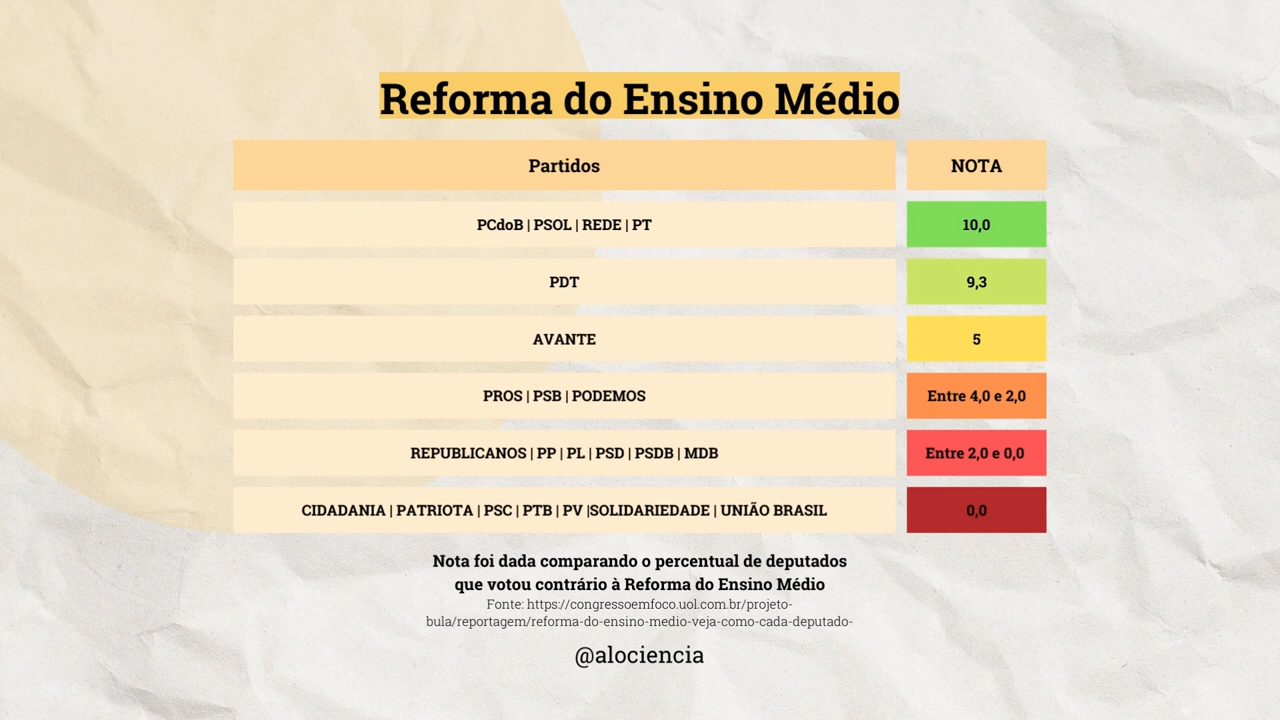 Reforma do Ensino Médio
Partidos NOTA
PCdoB | PSOL | REDE | PT 10,0
PDT 9,3
AVANTE 5
PROS | PSB | PODEMOS Entre 4,0 e 2,0
REPUBLICANOS | PP | PL | PSD | PSDB | MDB Entre 2,0 e 0,0
CIDADANIA | PATRIOTA | PSC | PTB | PV |SOLIDARIEDADE | UNIÃO BRASIL 0,0
Nota foi dada comparando o percentual de deputados
que votou contrário à Reforma do Ensino Médio
Fonte: https://congressoemfoco.uol.com.br/projeto-
bula/reportagem/reforma-do-ensino-medio-veja-como-cada-deputado-
@alociencia